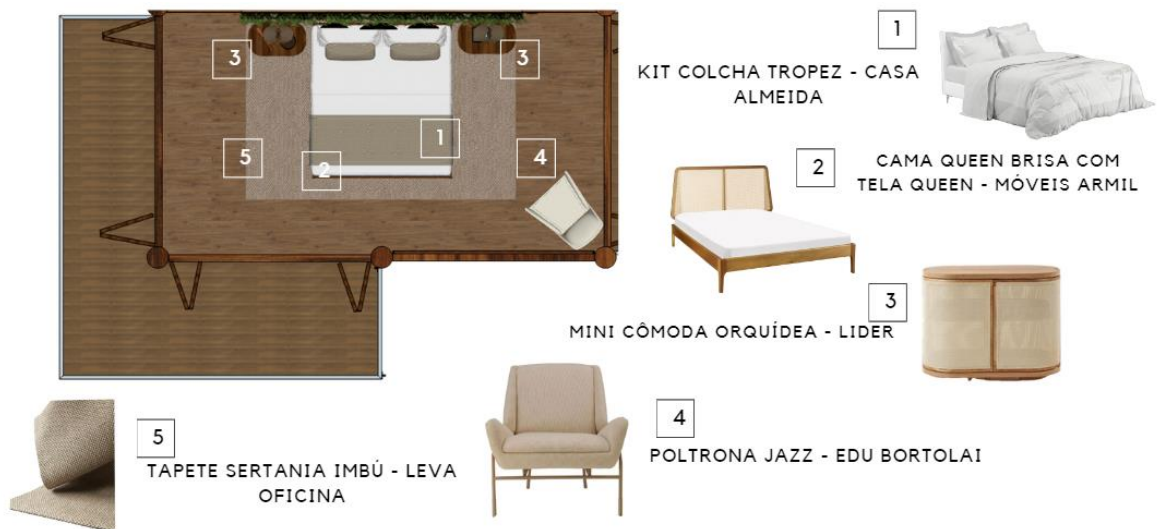 3
3
5
1
2
4
1
KIT COLCHA TROPEZ - CASA
ALMEIDA
2
CAMA QUEEN BRISA COM
TELA QUEEN - MÓVEIS ARMIL
3
MINI CÔMODA ORQUÍDEA - LIDER
4
POLTRONA JAZZ - EDU BORTOLAI
5
TAPETE SERTANIA IMBÙ - LEVA
OFICINA